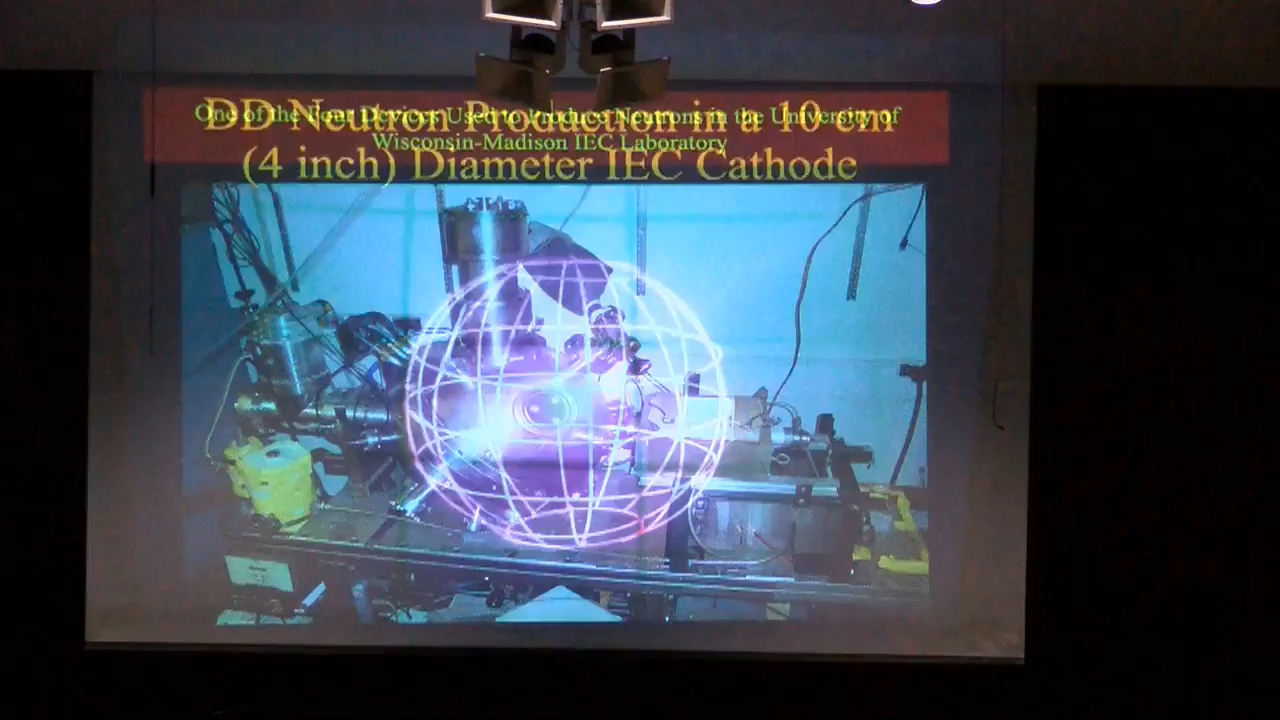 One of the Four Devices Used to Produce Neutrons in the University of
DD Neutron Production in a 10 cm
Wisconsin-Madison IEC Laboratory
(4 inch) Diameter IEC Cathode